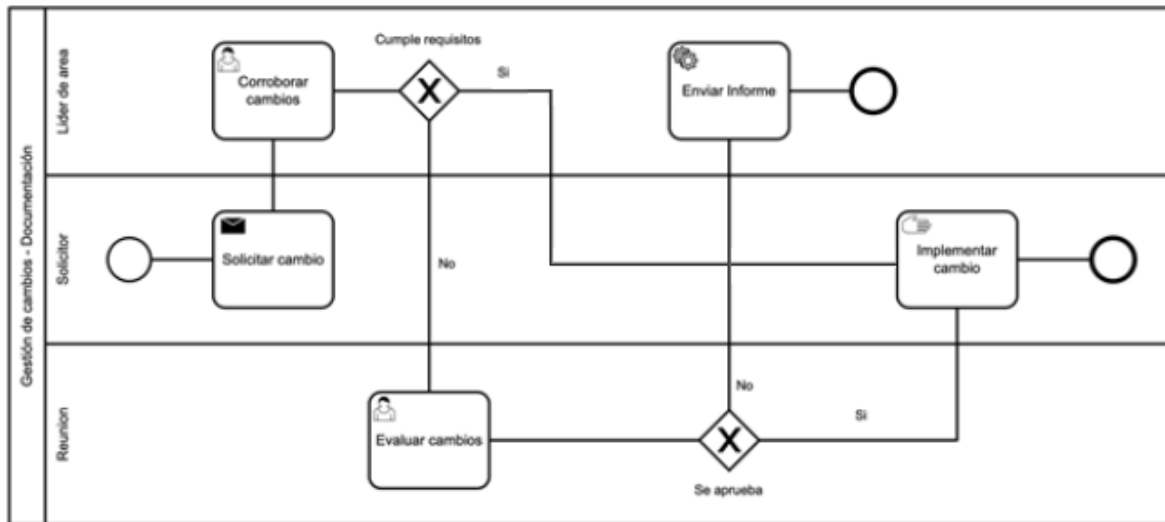 Gestión de cambios - Documentación
Lider de area
Corroborar
cambios
Cumple requisitos
X
Si
No
Enviar Informe
Solicitor
Solicitar cambio
Implementar
cambio
Reunion
Evaluar cambios
X
No
Si
Se aprueba